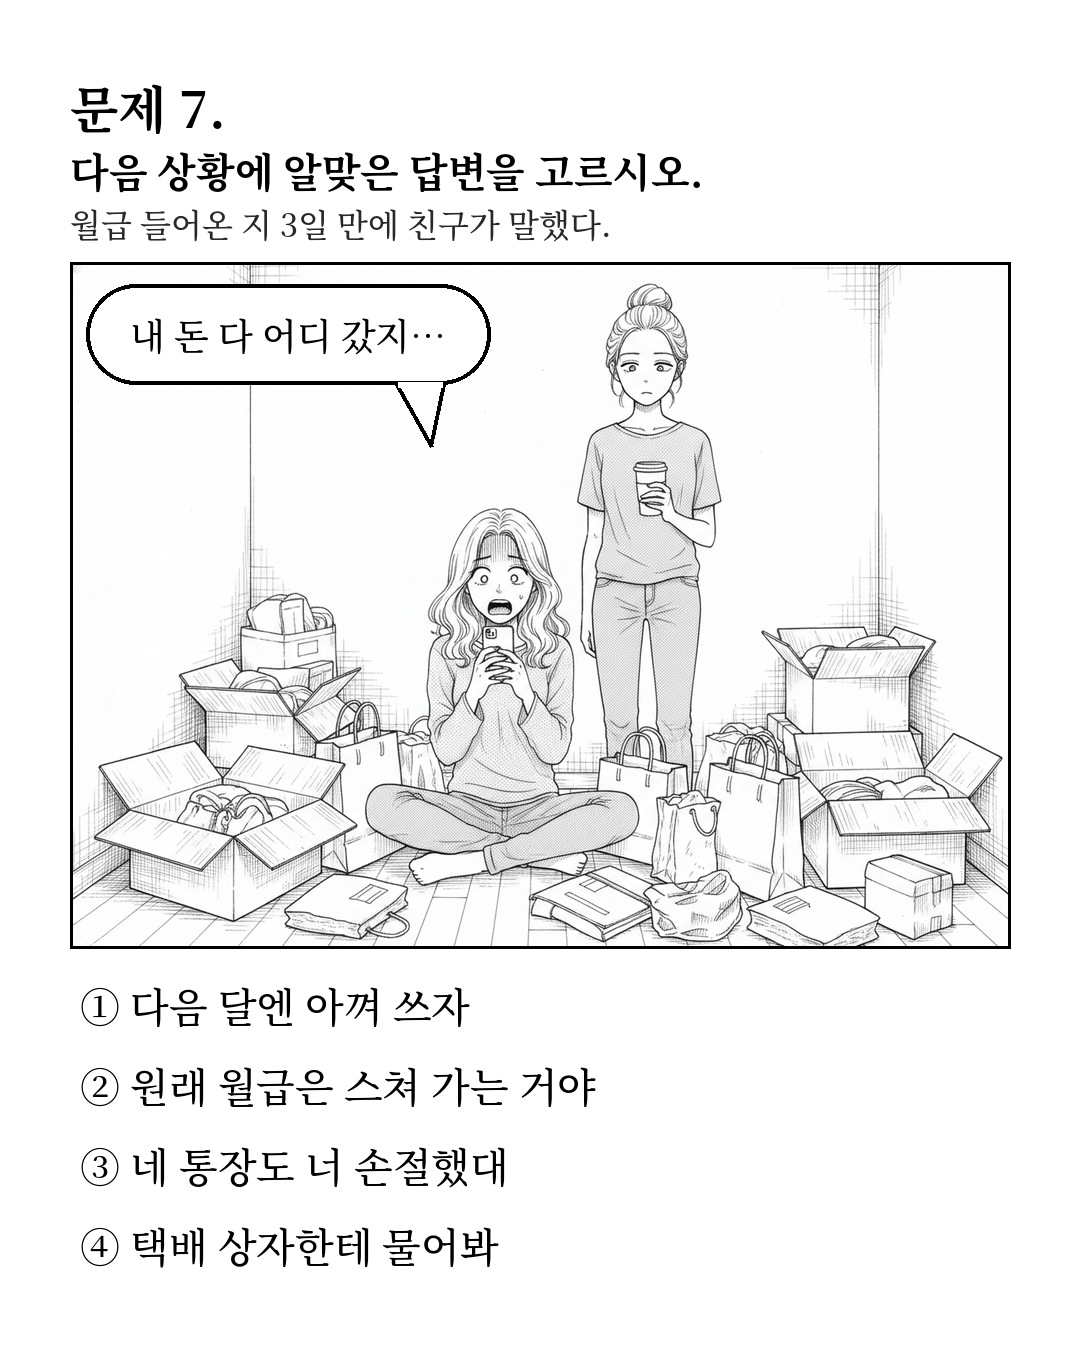 문제 7.
다음 상황에 알맞은 답변을 고르시오.
월급 들어온 지 3일 만에 친구가 말했다.
내 돈 다 어디 갔지…
① 다음 달엔 아껴 쓰자
② 원래 월급은 스쳐 가는 거야
③ 네 통장도 너 손절했대
④ 택배 상자한테 물어봐